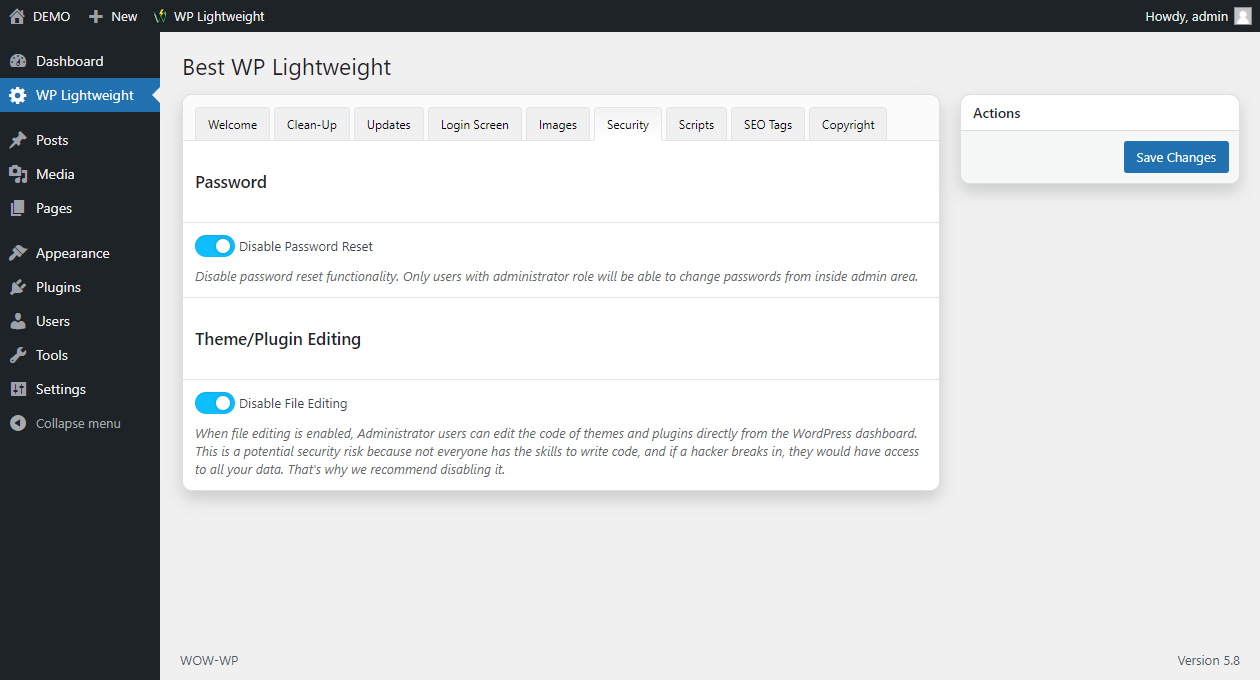 DEMO New WP Lightweight Howdy, admin
Dashboard
WP Lightweight
Posts
Media
Pages
Appearance
Plugins
Users
Tools
Settings
Collapse menu
Best WP Lightweight
Welcome Clean-Up Updates Login Screen Images Security Scripts SEO Tags Copyright
Password
Disable Password Reset
Disable password reset functionality. Only users with administrator role will be able to change passwords from inside admin area.
Theme/Plugin Editing
Disable File Editing
When file editing is enabled, Administrator users can edit the code of themes and plugins directly from the WordPress dashboard.
This is a potential security risk because not everyone has the skills to write code, and if a hacker breaks in, they would have access
to all your data. That's why we recommend disabling it.
Actions
Save Changes
WOW-WP Version 5.8